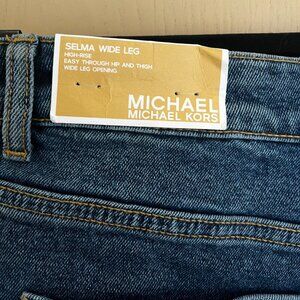 SELMA WIDE LEG
HIGH-RISE
EASY THROUGH HIP AND THIGH
WIDE LEG OPENING
MICHAEL
MICHAEL KORS